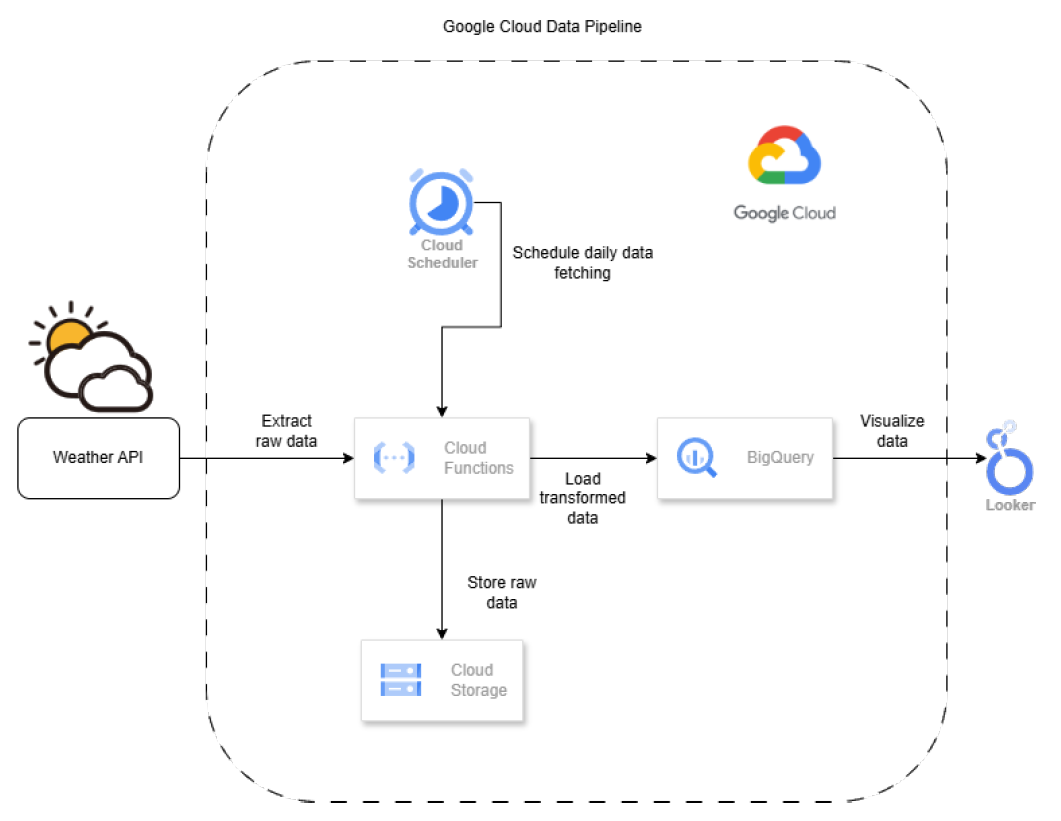 Google Cloud Data Pipeline
Google Cloud
Cloud
Scheduler
Schedule daily data
fetching
Weather API
Extract
raw data
Cloud
Functions
Load
transformed
data
BigQuery
Visualize
data
Looker
Store raw
data
Cloud
Storage